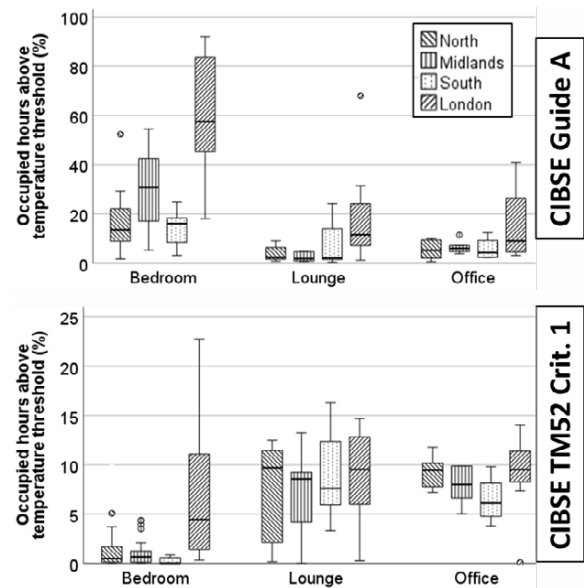 Occupied hours above
temperature threshold (%)
100
80
60
40
20
0
North
Midlands
South
London
Bedroom
Lounge
Office
CIBSE Guide A
Occupied hours above
temperature threshold (%)
25
20
15
10
5
0
Bedroom
Lounge
Office
CIBSE TM52 Crit. 1